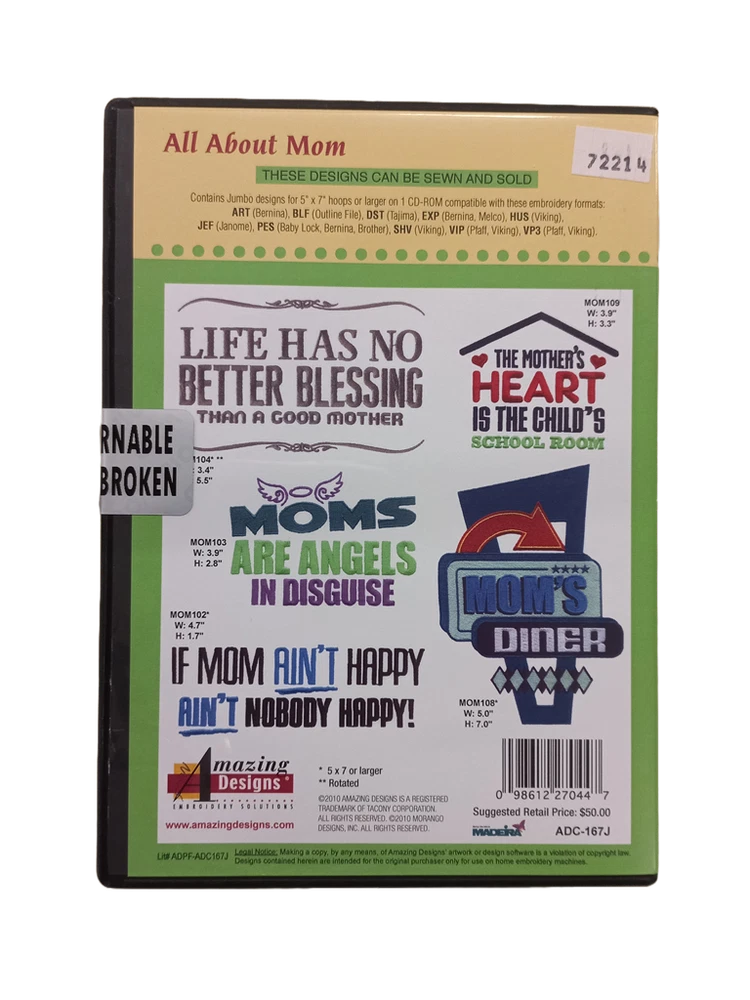 All About Mom
72214
THESE DESIGNS CAN BE SEWN AND SOLD
Contains Jumbo designs for 5" x 7" hoops or larger on 1 CD-ROM compatible with these embroidery formats:
ART (Bernina), BLF (Outline File), DST (Tajima), EXP (Bernina, Melco), HUS (Viking),
JEF (Janome), PES (Baby Lock, Bernina, Brother), SHV (Viking), VIP (Pfaff, Viking), VP3 (Pfaff, Viking).
LIFE HAS NO
BETTER BLESSING
THAN A GOOD MOTHER
MOM109
W: 3.9"
H: 3.3"
THE MOTHER'S
HEART
IS THE CHILD'S
SCHOOL ROOM
RNABLE
BROKEN
104* **
: 3.4"
5.5"
MOMS
ARE ANGELS
IN DISGUISE
MOM103
W: 3.9"
H: 2.8"
MOM'S
DINER
MOM102*
W: 4.7"
H: 1.7"
IF MOM AIN'T HAPPY
AIN'T NOBODY HAPPY!
MOM108*
W: 5.0"
H: 7.0"
AN
Amazing
Designs®
EMBROIDERY SOLUTIONS
www.amazingdesigns.com
* 5 x 7 or larger
** Rotated
©2010 AMAZING DESIGNS IS A REGISTERED
TRADEMARK OF TACONY CORPORATION.
ALL RIGHTS RESERVED. ©2010 MORANGO
DESIGNS, INC. ALL RIGHTS RESERVED.
0 98612 27044 7
Suggested Retail Price: $50.00
MADEIRA
ADC-167J
Lit# ADPF-ADC167J
Legal Notice: Making a copy, by any means, of Amazing Designs' artwork or design software is a violation of copyright law.
Designs contained herein are intended for the original purchaser only for use on home embroidery machines.